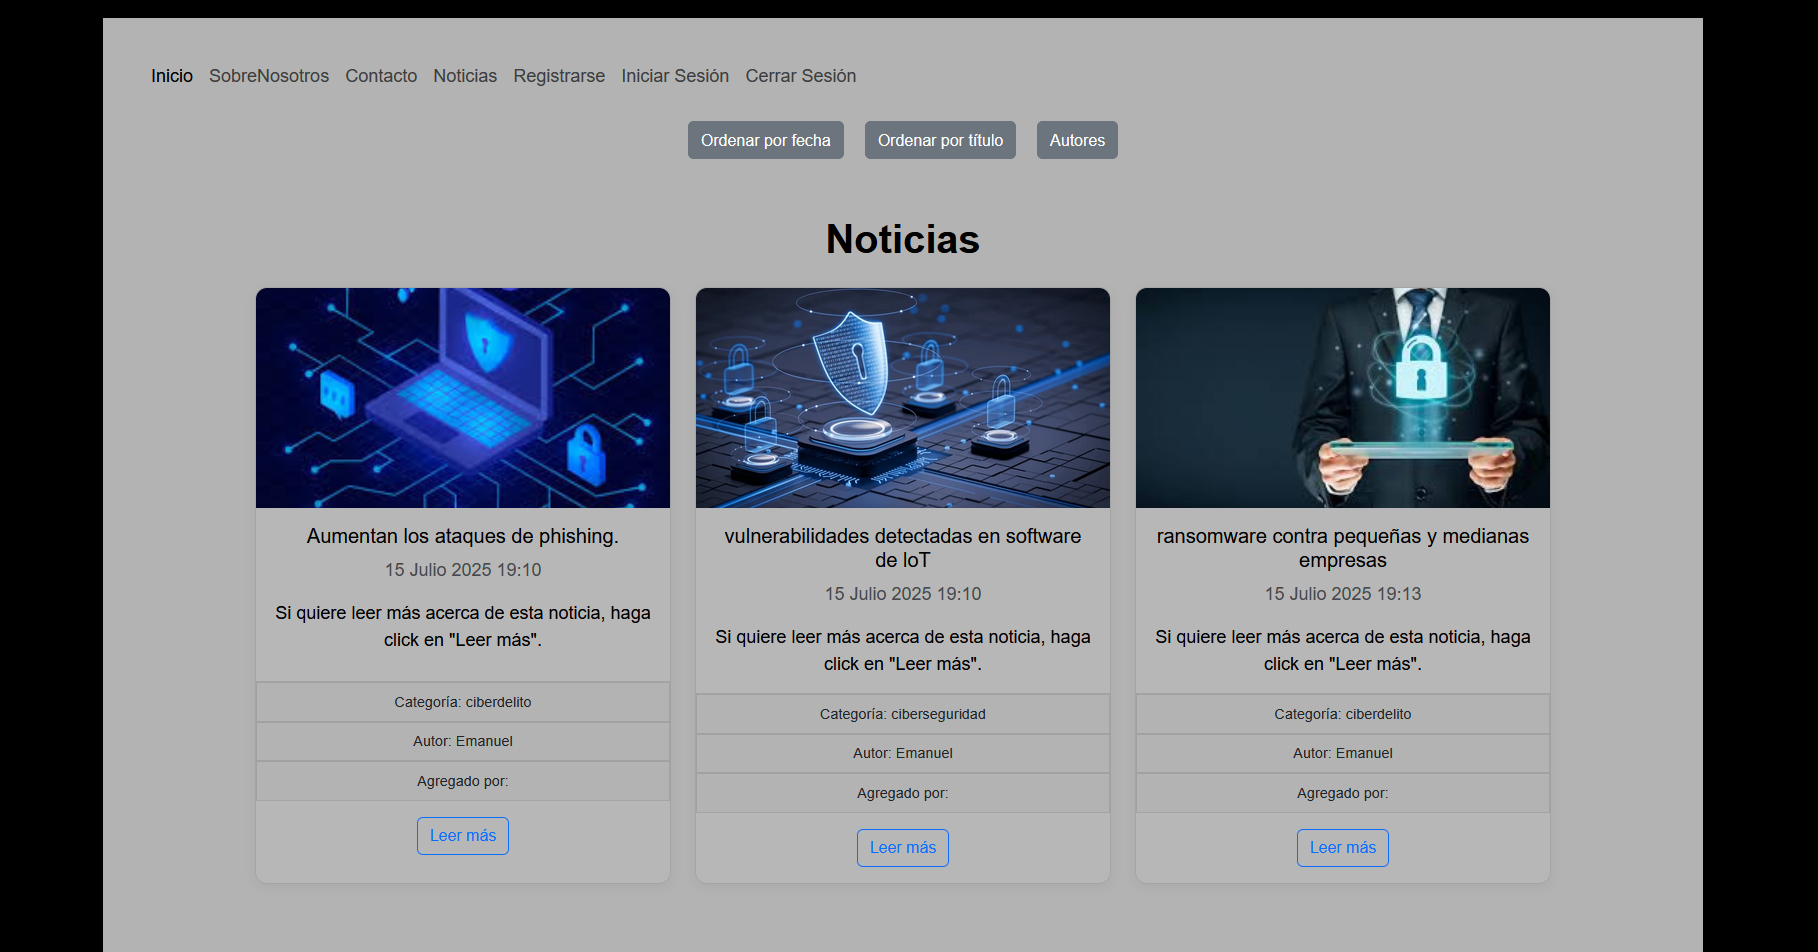 Inicio SobreNosotros Contacto Noticias Registrarse Iniciar Sesión Cerrar Sesión
Ordenar por fecha Ordenar por título Autores
Noticias
Aumentan los ataques de phishing.
15 Julio 2025 19:10
Si quiere leer más acerca de esta noticia, haga
click en "Leer más".
Categoría: ciberdelito
Autor: Emanuel
Agregado por:
Leer más
vulnerabilidades detectadas en software
de IoT
15 Julio 2025 19:10
Si quiere leer más acerca de esta noticia, haga
click en "Leer más".
Categoría: ciberseguridad
Autor: Emanuel
Agregado por:
Leer más
ransomware contra pequeñas y medianas
empresas
15 Julio 2025 19:13
Si quiere leer más acerca de esta noticia, haga
click en "Leer más".
Categoría: ciberdelito
Autor: Emanuel
Agregado por:
Leer más